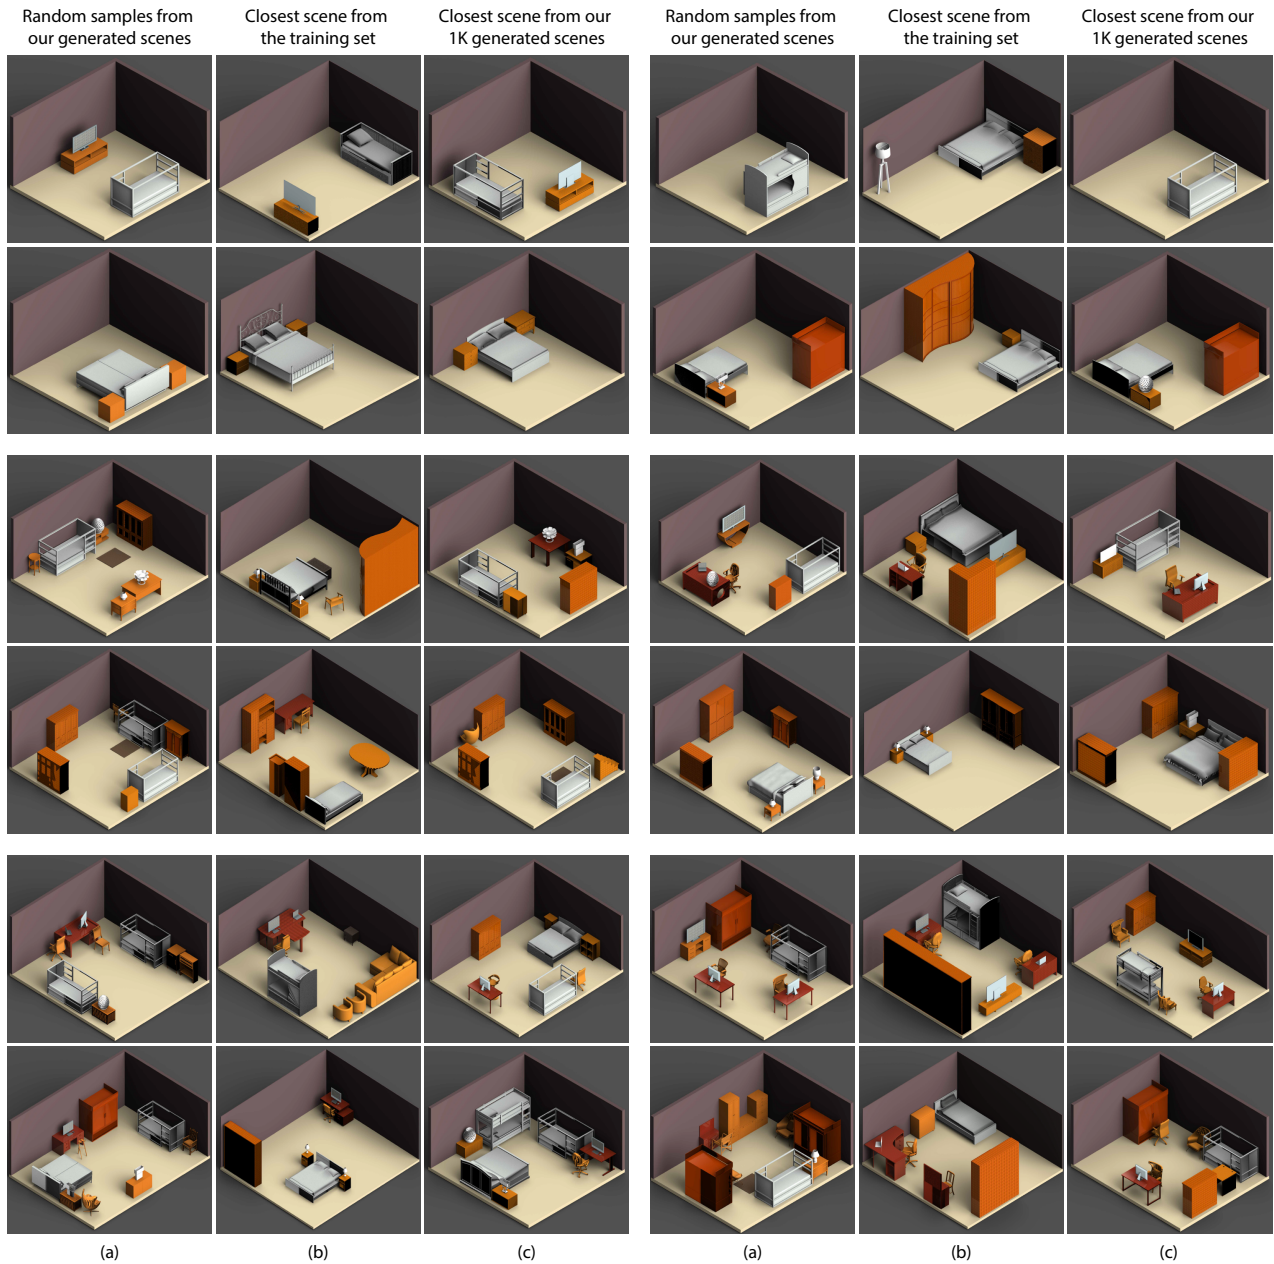 Random samples from
our generated scenes
Closest scene from
the training set
Closest scene from our
1K generated scenes
Random samples from
our generated scenes
Closest scene from
the training set
Closest scene from our
1K generated scenes
(a)
(b)
(c)
(a)
(b)
(c)